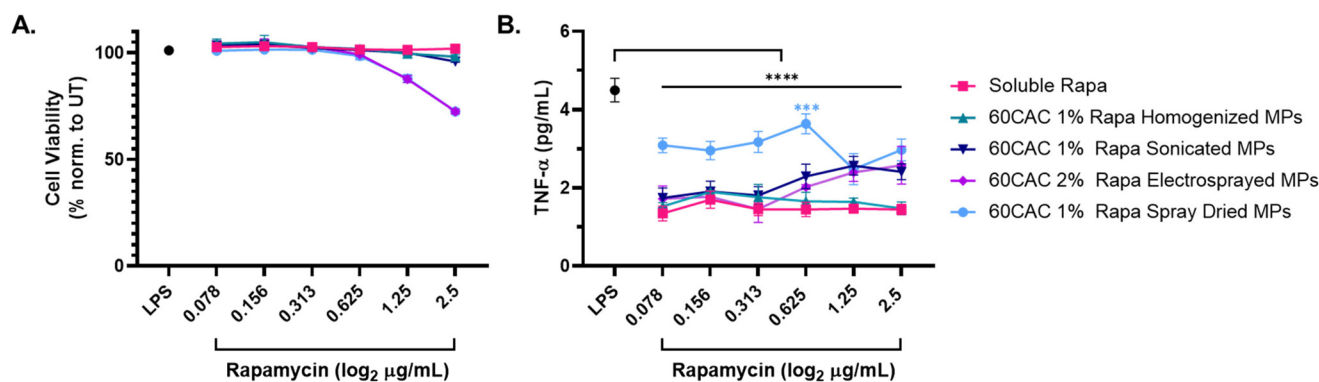 A.
Cell Viability
(% norm. to UT)
100
50
0
LPS
0.078
0.156
0.313
0.625
1.25
2.5
Rapamycin (log2 μg/mL)
B.
TNF-α (pg/mL)
6
4
2
0
****
***
LPS
0.078
0.156
0.313
0.625
1.25
2.5
Rapamycin (log2 μg/mL)
Soluble Rapa
60CAC 1% Rapa Homogenized MPs
60CAC 1%  Rapa Sonicated MPs
60CAC 2%  Rapa Electrosprayed MPs
60CAC 1%  Rapa Spray Dried MPs